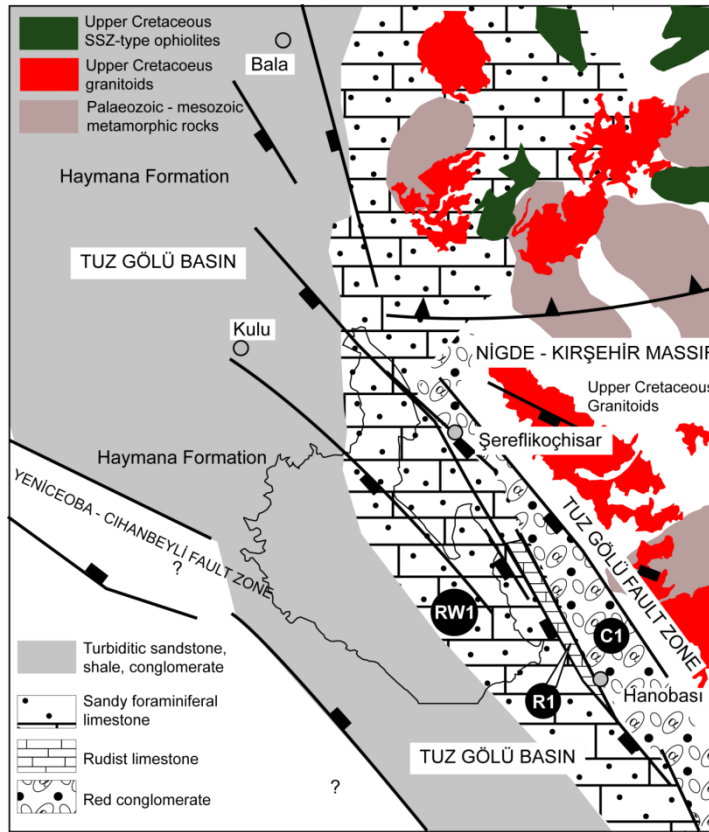 Upper Cretaceous
SSZ-type ophiolites
Upper Cretacoeus
granitoids
Palaeozoic - mesozoic
metamorphic rocks
Bala
Haymana Formation
TUZ GÖLÜ BASIN
Kulu
NİGDE - KIRŞEHİR MASSIF
Upper Cretaceous
Granitoids
Şereflikoçhisar
Haymana Formation
YENİCEOBA - CIHANBEYLİ FAULT ZONE
?
TUZ GÖLÜ FAULT ZONE
RW1
C1
R1
Hanobası
TUZ GÖLÜ BASIN
?
Turbiditic sandstone,
shale, conglomerate
Sandy foraminiferal
limestone
Rudist limestone
Red conglomerate